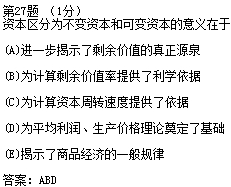 第27题 （1分）
资本区分为不变资本和可变资本的意义在于
(A)进一步揭示了剩余价值的真正源泉
(B)为计算剩余价值率提供了利学依据
(C)为计算资本周转速度提供了依据
(D)为平均利润、生产价格理论奠定了基础
(E)揭示了商品经济的一般规律
答案：ABD